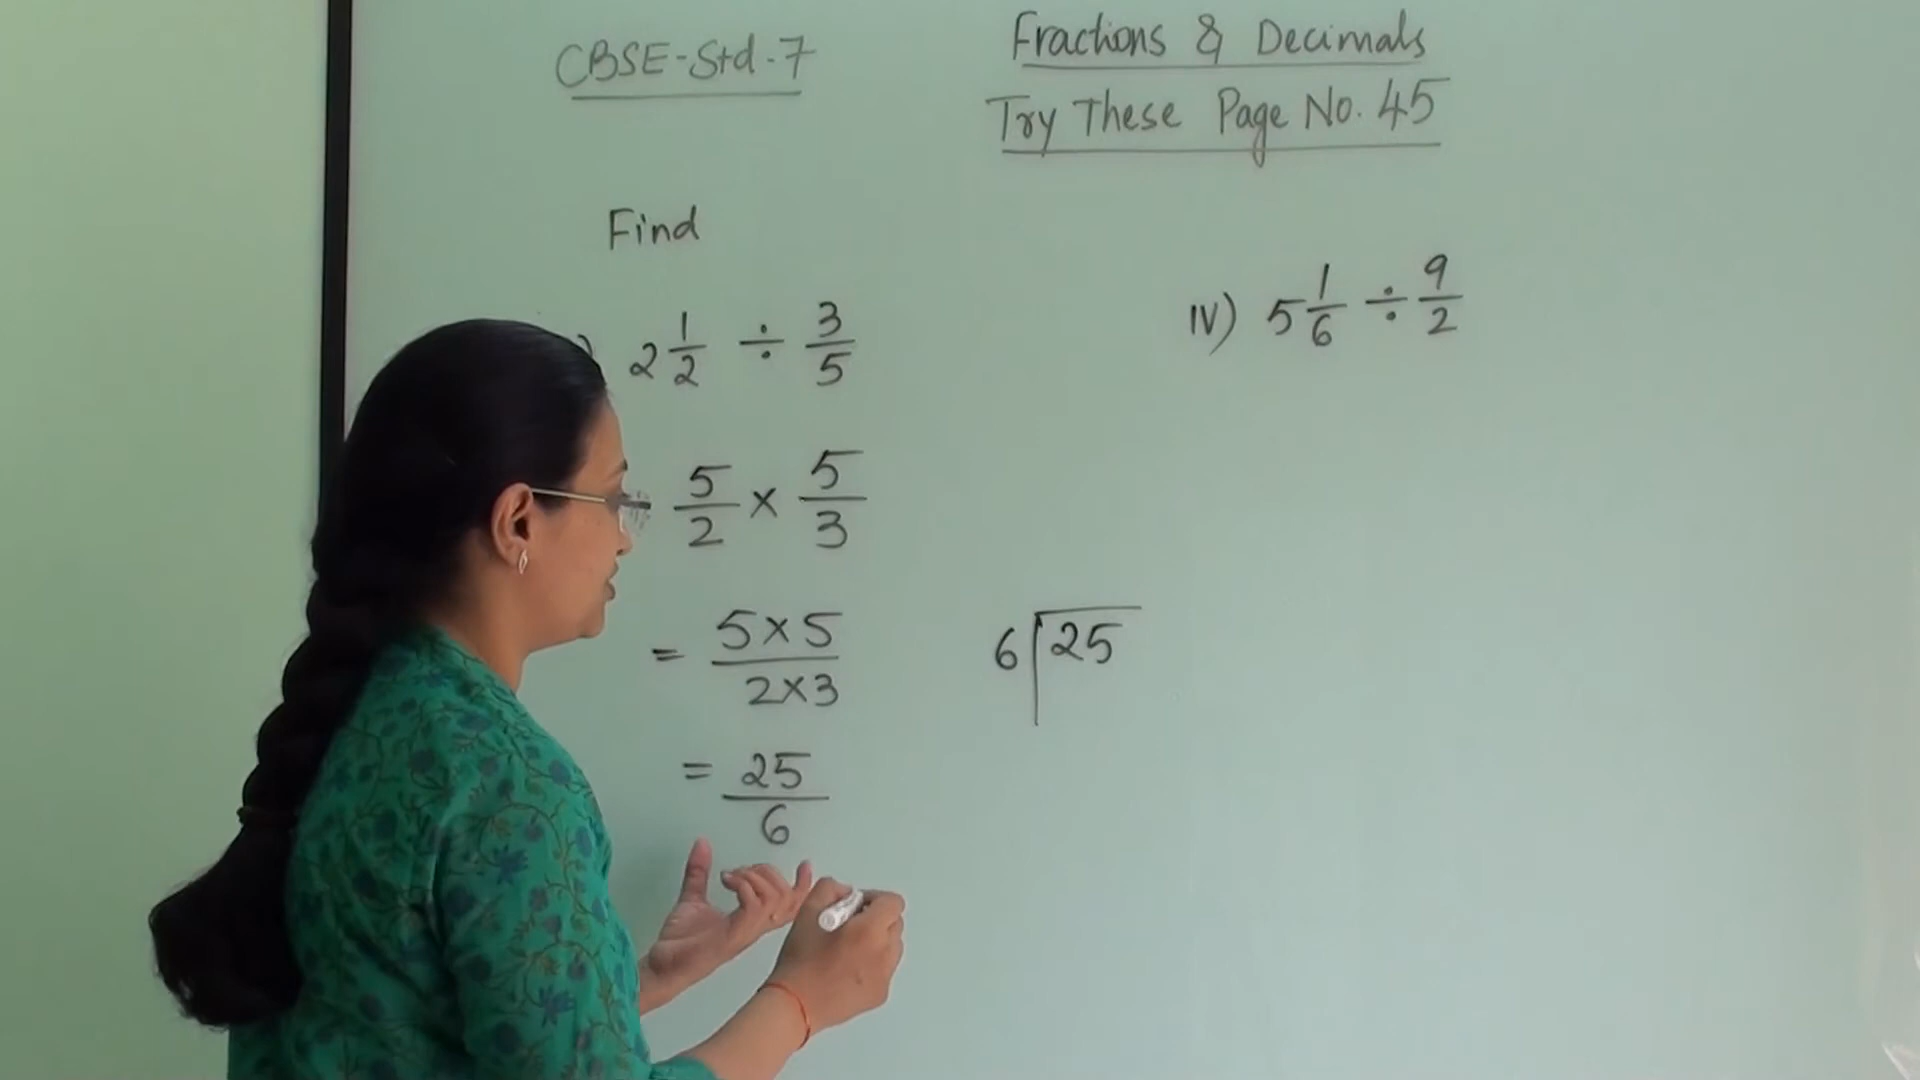 CBSE-Std-7
Fractions & Decimals
Try These Page No. 45
Find
) 2 1/2 ÷ 3/5
5/2 × 5/3
= 5×5/2×3
= 25/6
6 25
IV) 5 1/6 ÷ 9/2